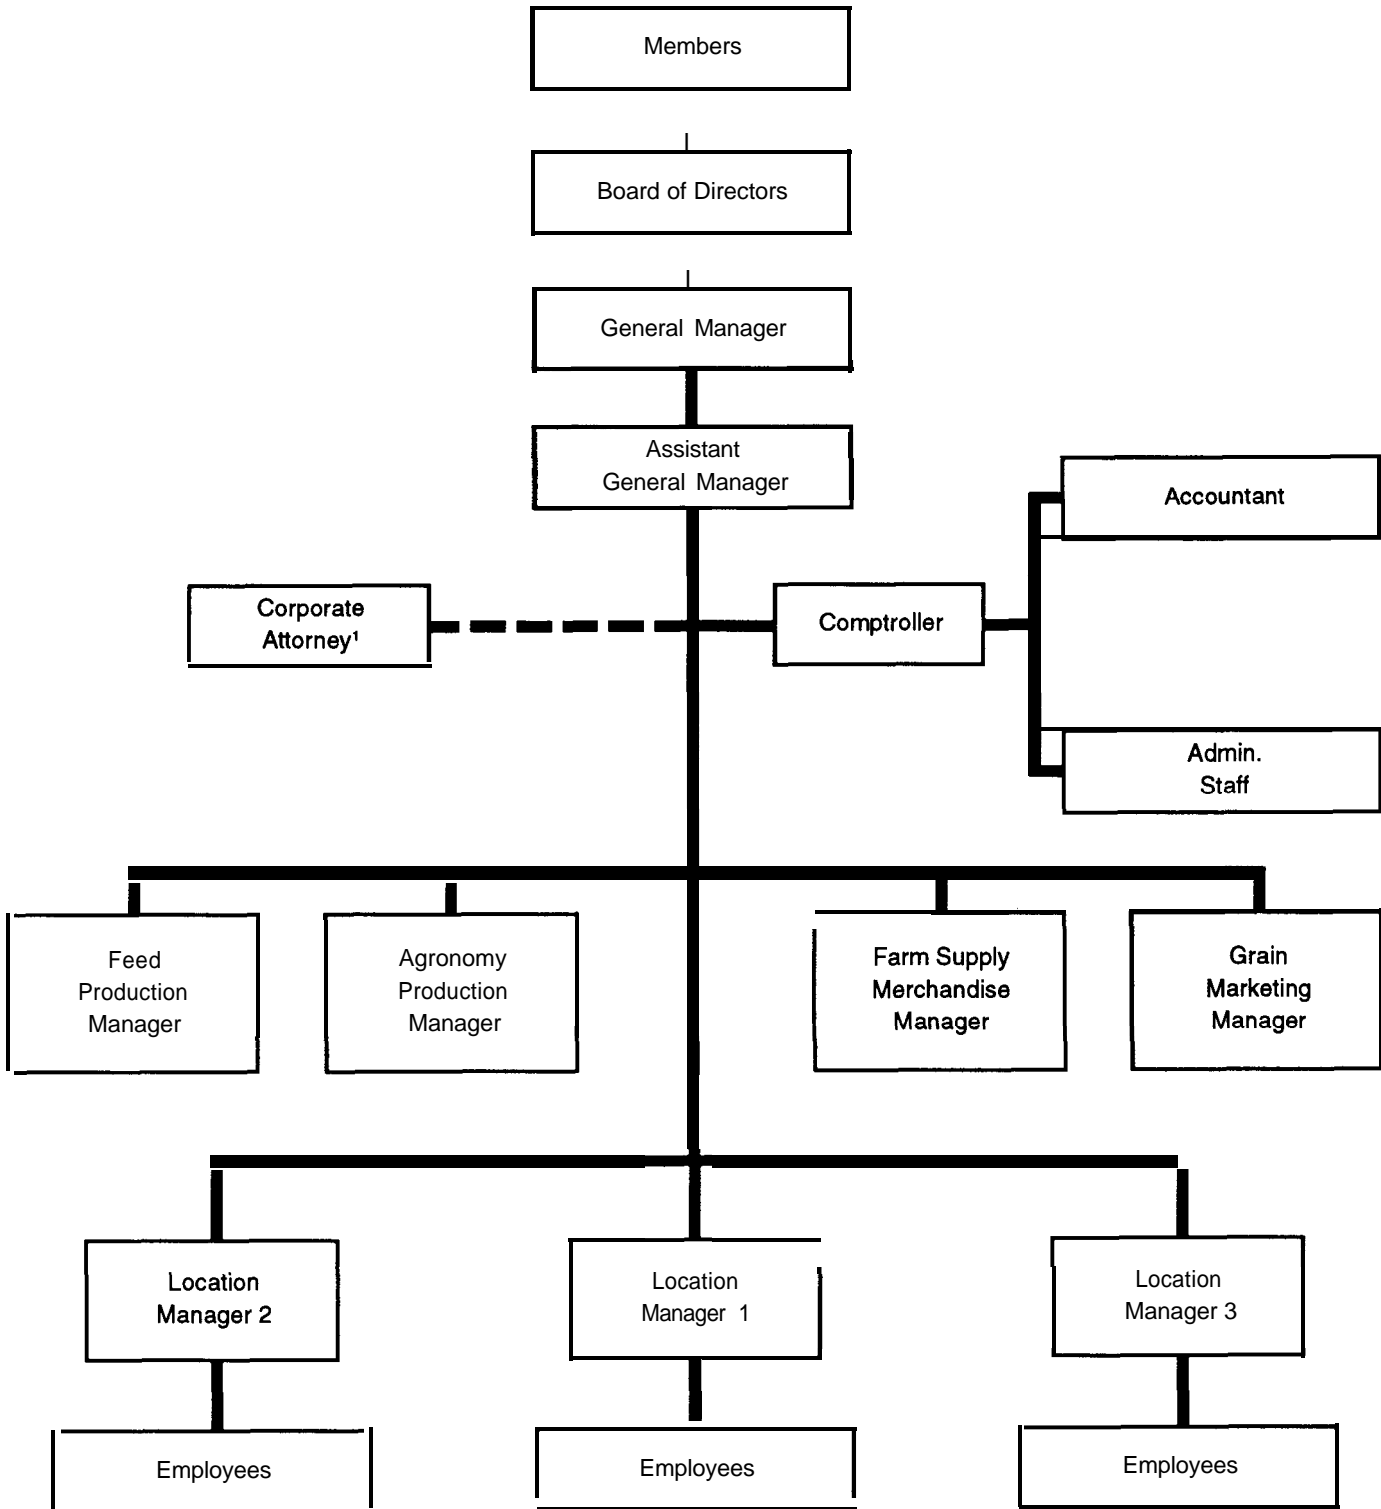 Members
Board of Directors
General Manager
Assistant
General Manager
Accountant
Corporate
Attorney¹
Comptroller
Admin.
Staff
Feed
Production
Manager
Agronomy
Production
Manager
Farm Supply
Merchandise
Manager
Grain
Marketing
Manager
Location
Manager 2
Location
Manager 1
Location
Manager 3
Employees
Employees
Employees